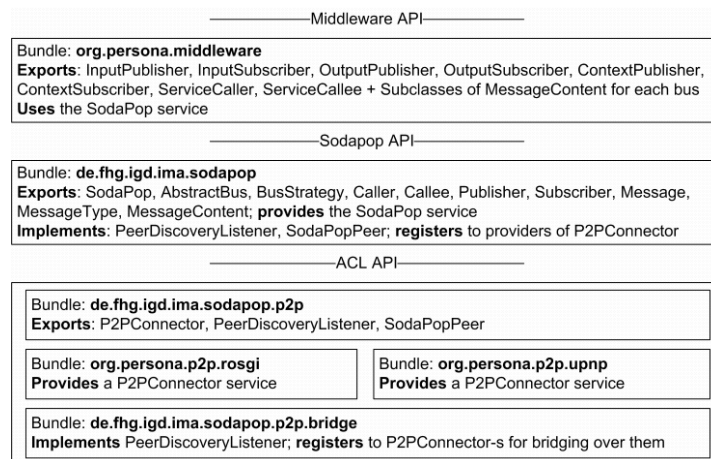 Middleware API
Bundle: org.persona.middleware
Exports: InputPublisher, InputSubscriber, OutputPublisher, OutputSubscriber, ContextPublisher,
ContextSubscriber, ServiceCaller, ServiceCallee + Subclasses of MessageContent for each bus
Uses the SodaPop service
Sodapop API
Bundle: de.fhg.igd.ima.sodapop
Exports: SodaPop, AbstractBus, BusStrategy, Caller, Callee, Publisher, Subscriber, Message,
MessageType, MessageContent; provides the SodaPop service
Implements: PeerDiscoveryListener, SodaPopPeer; registers to providers of P2PConnector
ACL API
Bundle: de.fhg.igd.ima.sodapop.p2p
Exports: P2PConnector, PeerDiscoveryListener, SodaPopPeer
Bundle: org.persona.p2p.rosgi
Provides a P2PConnector service
Bundle: org.persona.p2p.upnp
Provides a P2PConnector service
Bundle: de.fhg.igd.ima.sodapop.p2p.bridge
Implements PeerDiscoveryListener; registers to P2PConnector-s for bridging over them